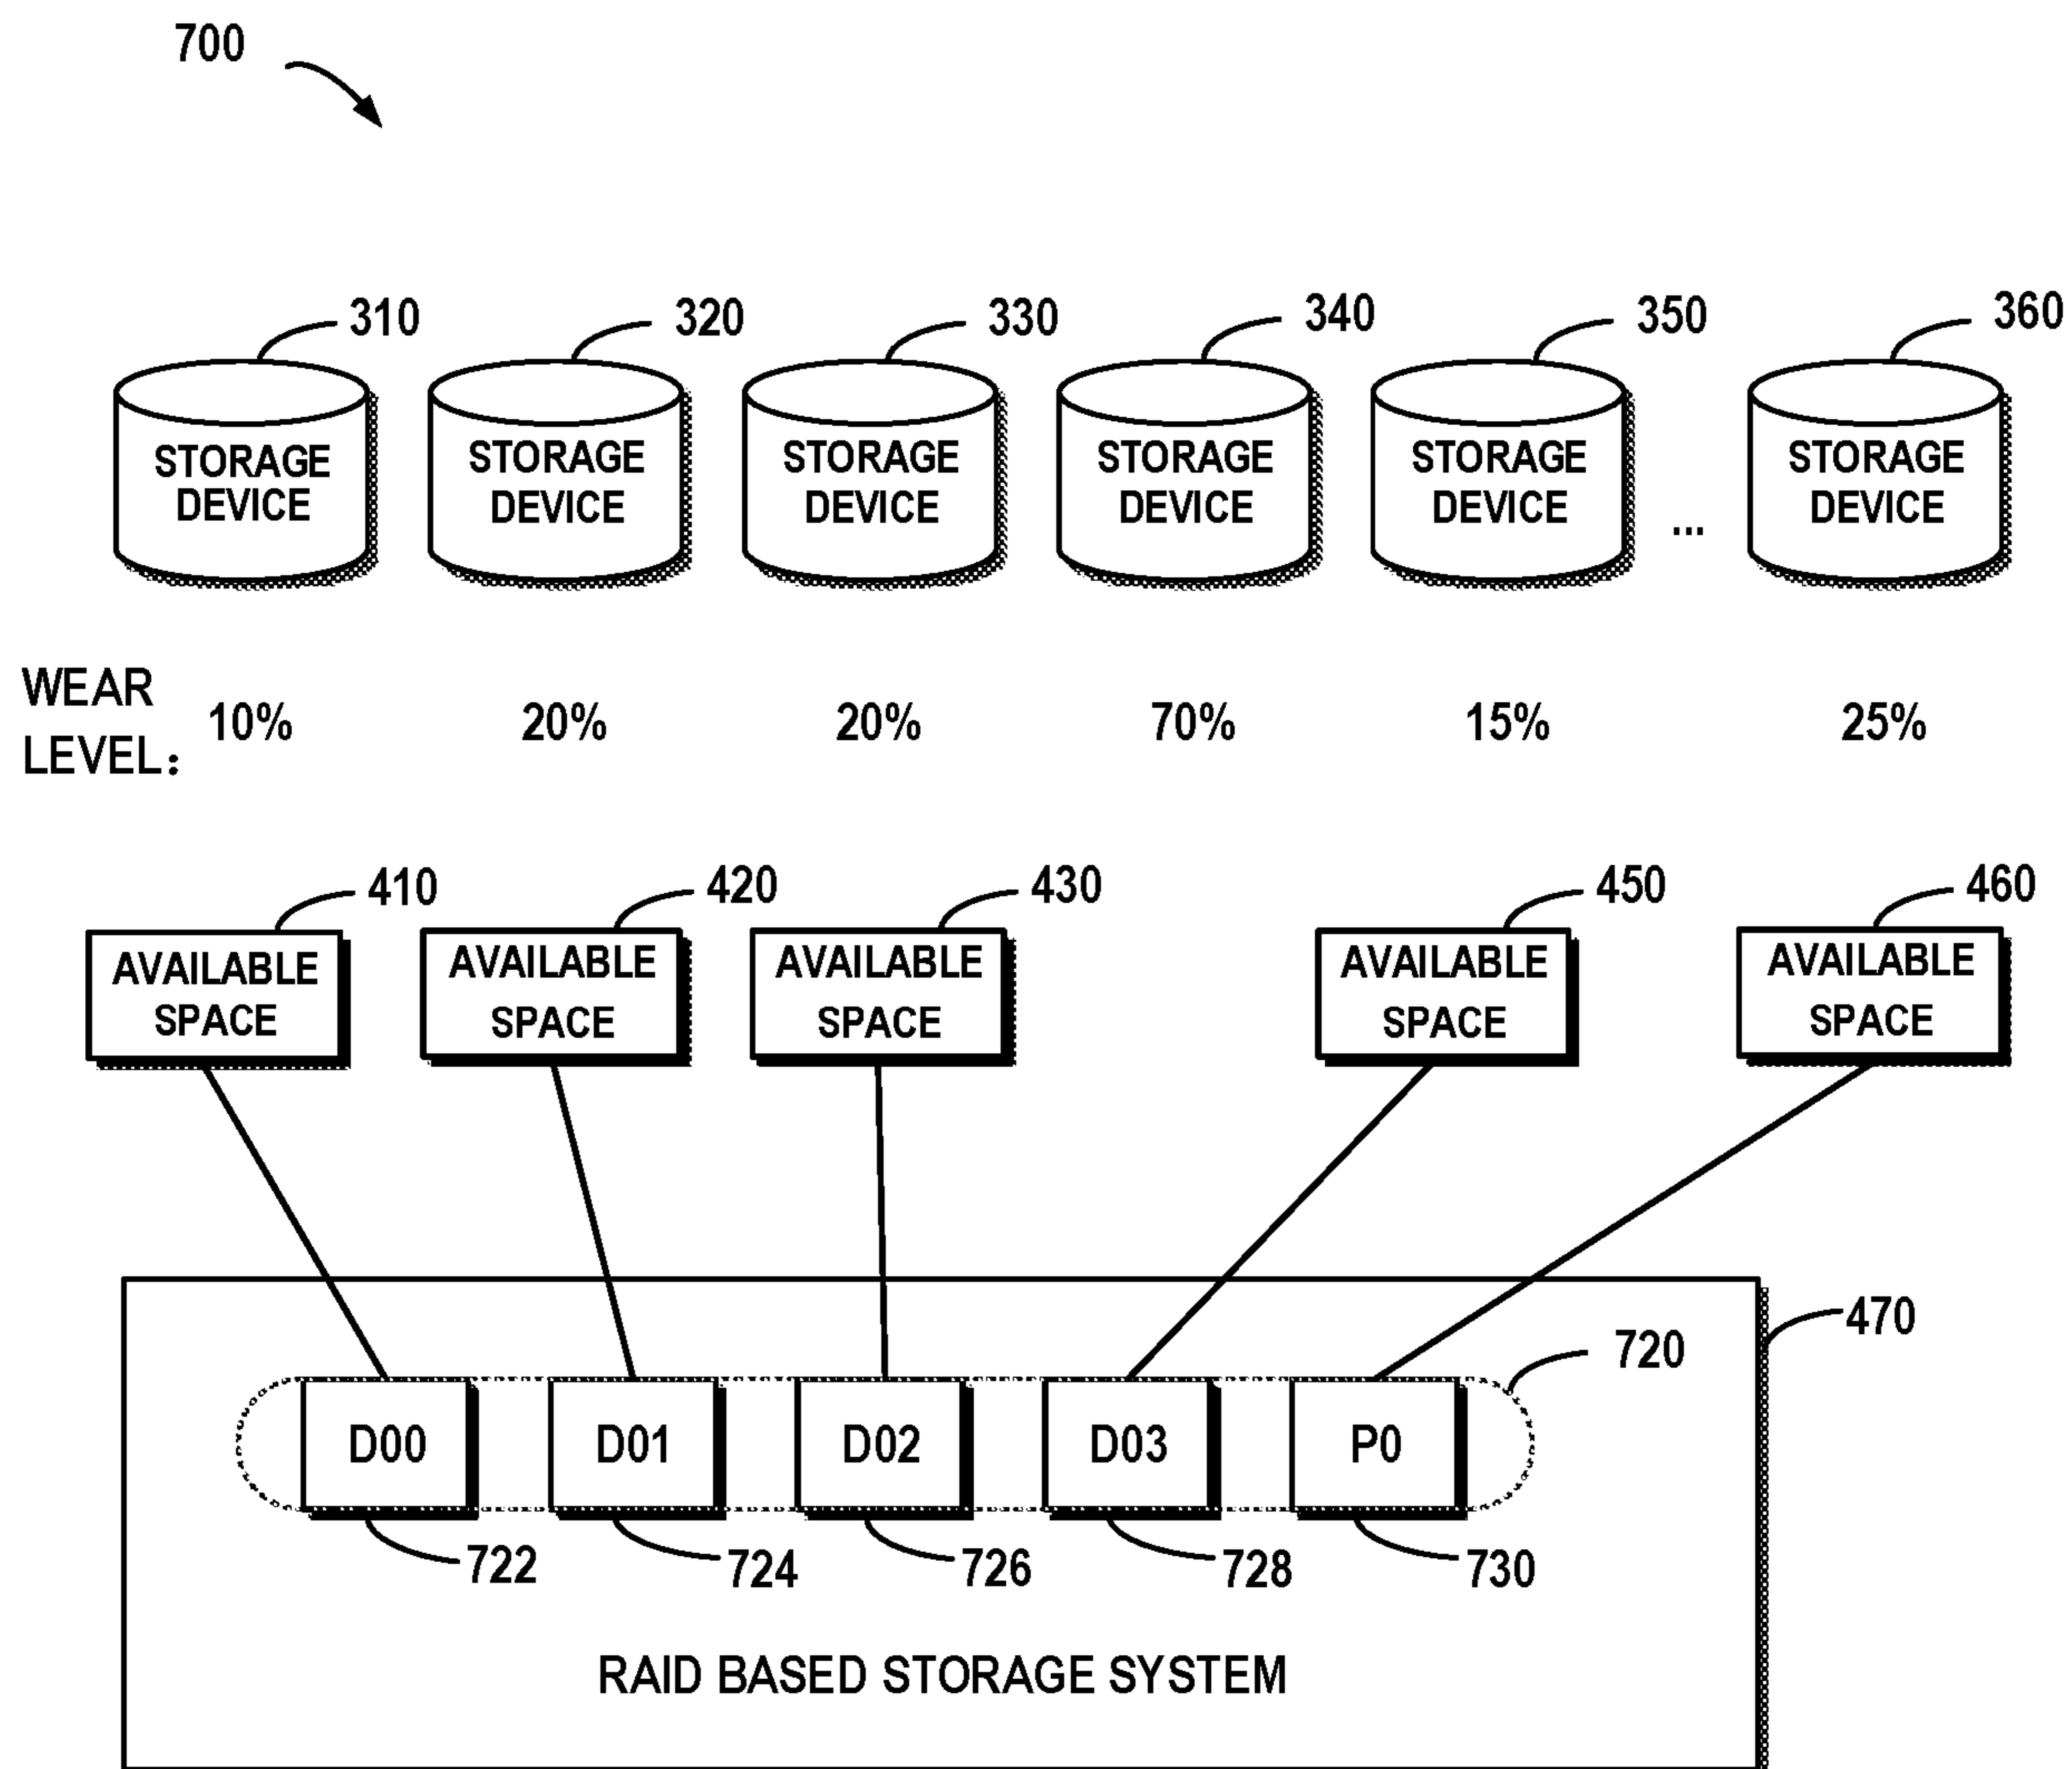 700
310 320 330 340 350 360
STORAGE STORAGE STORAGE STORAGE STORAGE STORAGE
DEVICE DEVICE DEVICE DEVICE DEVICE ... DEVICE
WEAR
LEVEL: 10% 20% 20% 70% 15% 25%
410 420 430 450 460
AVAILABLE AVAILABLE AVAILABLE AVAILABLE AVAILABLE
SPACE SPACE SPACE SPACE SPACE
470
720
D00 D01 D02 D03 P0
722 724 726 728 730
RAID BASED STORAGE SYSTEM